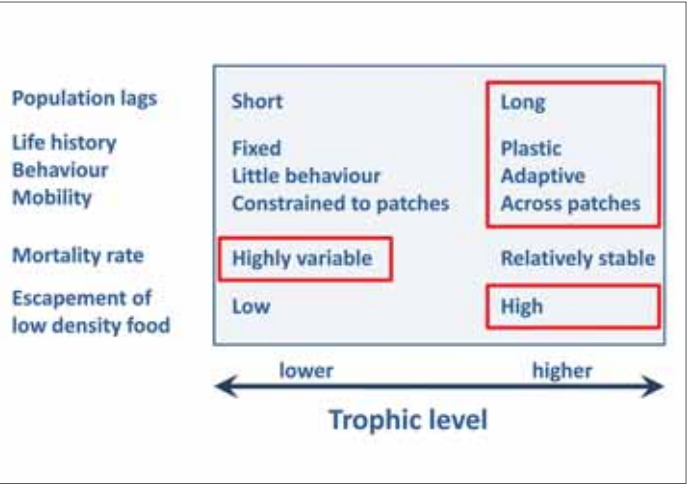 Population lags Short Long
Life history Fixed Plastic
Behaviour Little behaviour Adaptive
Mobility Constrained to patches Across patches
Mortality rate Highly variable Relatively stable
Escapement of
low density food Low High
lower higher
Trophic level